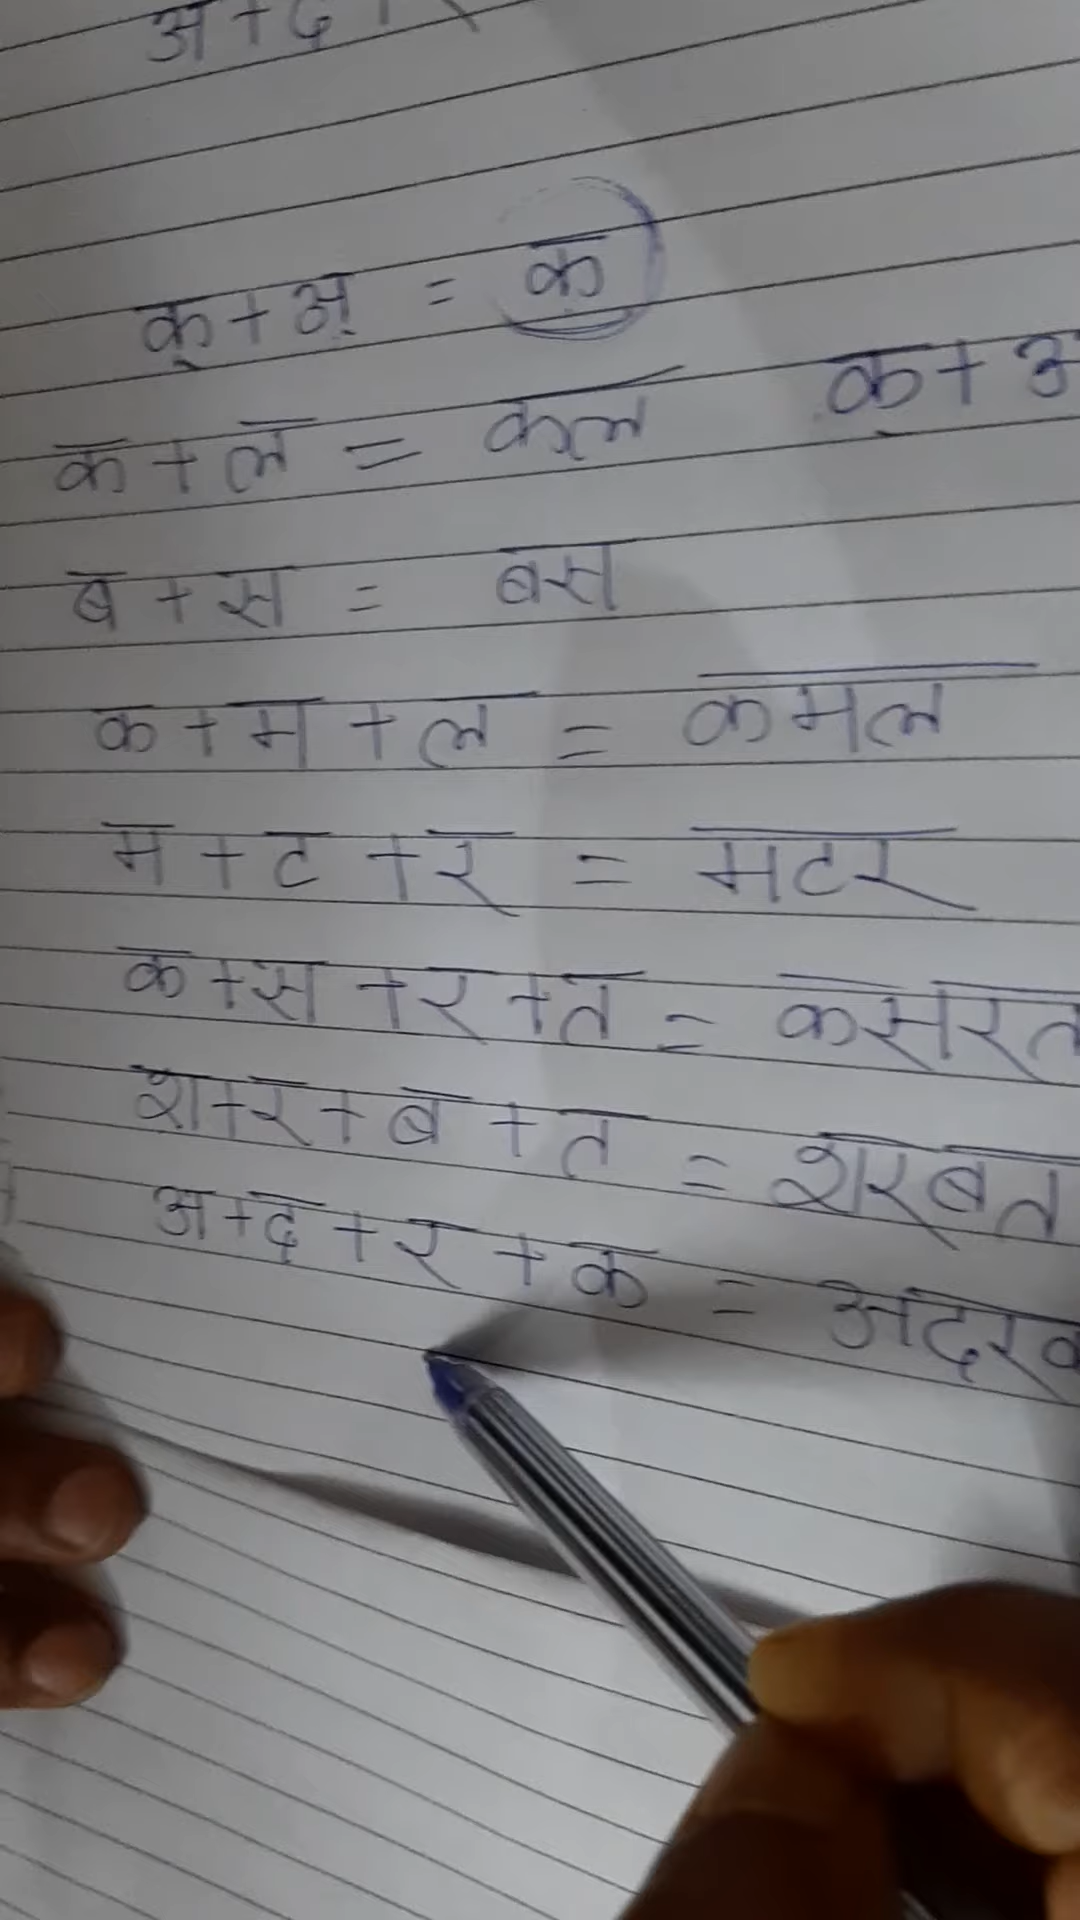 अ + द
क् + अ् = क
क + ल = कल क् + अ
ब + स = बस
क + म + ल = कमल
म + ट + र = मटर
क + स + र + त = कसरत
श + र + ब + त = शरबत
अ + द + र + क = अदरक